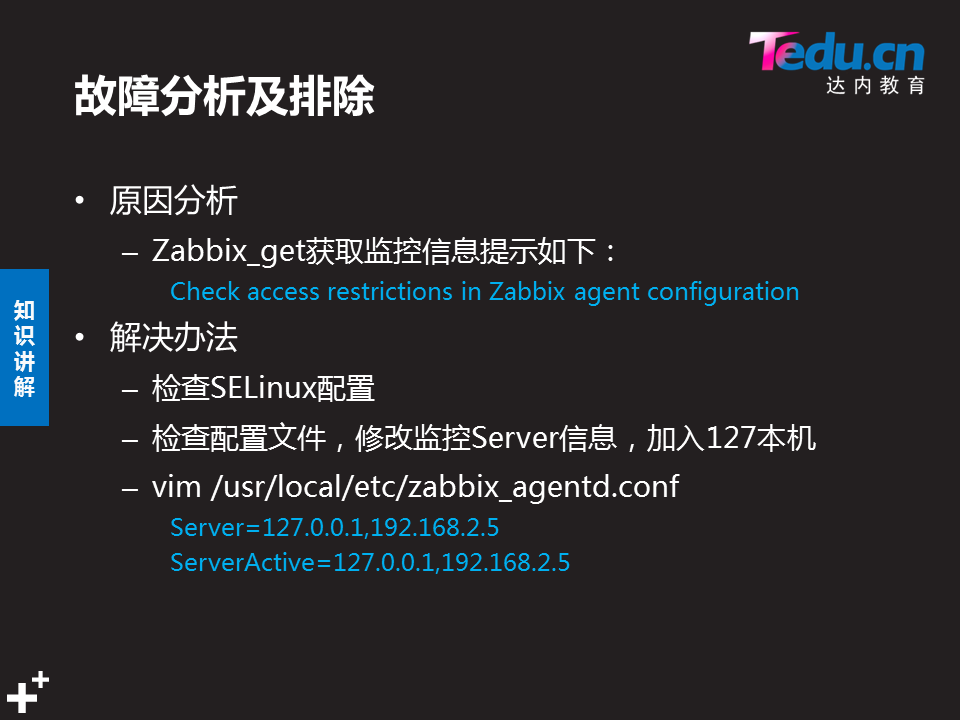 Tedu.cn
达内教育
故障分析及排除
• 原因分析
– Zabbix_get获取监控信息提示如下：
Check access restrictions in Zabbix agent configuration
• 解决办法
– 检查SELinux配置
– 检查配置文件，修改监控Server信息，加入127本机
– vim /usr/local/etc/zabbix_agentd.conf
Server=127.0.0.1,192.168.2.5
ServerActive=127.0.0.1,192.168.2.5
知识讲解